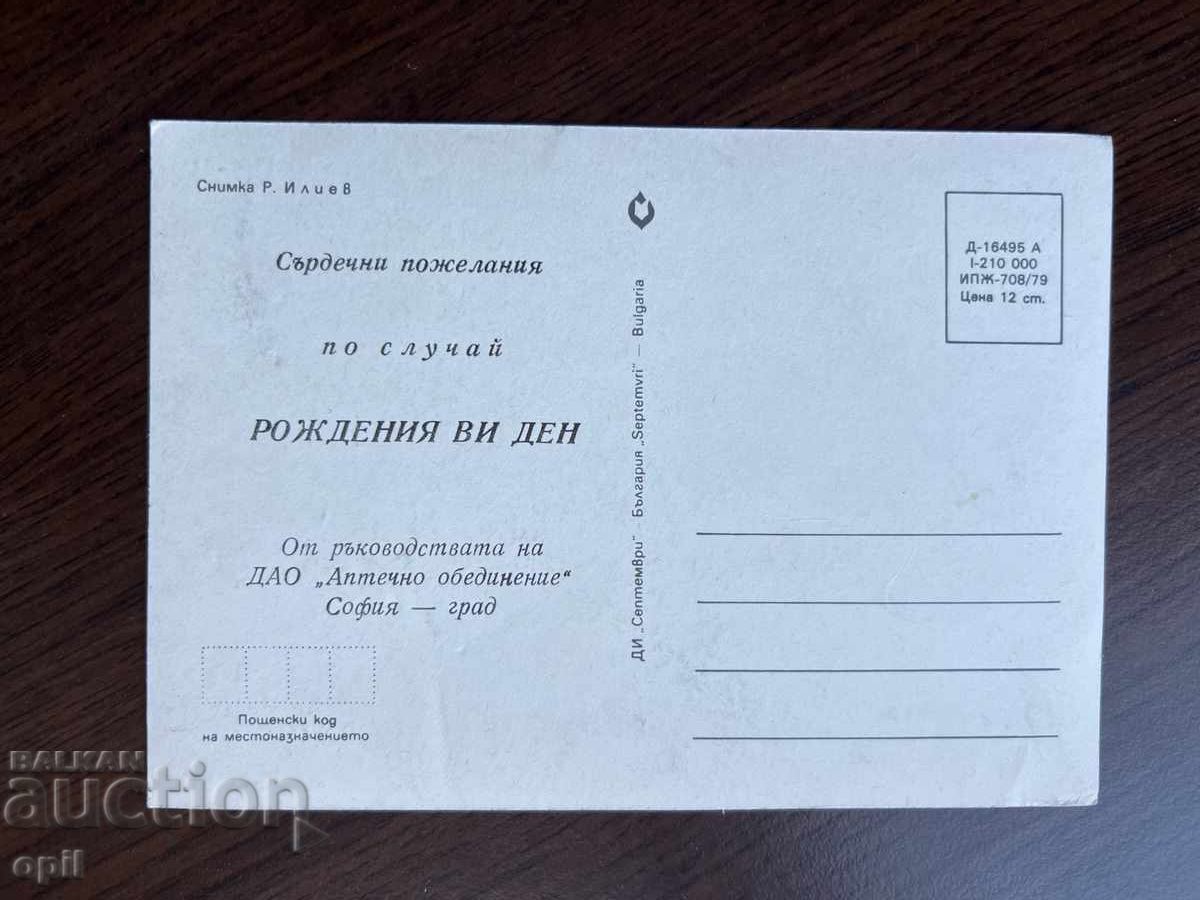 Снимка Р. Илиев
Сърдечни пожелания
по случай
РОЖДЕНИЯ ВИ ДЕН
От ръководствата на
ДАО „Аптечно обединение“
София — град
Пощенски код
на местоназначението
ДИ „Септември“ - България „Septemvri“ — Bulgaria
Д-16495 А
I-210 000
ИПЖ-708/79
Цена 12 ст.
BALKAN
auction
opil